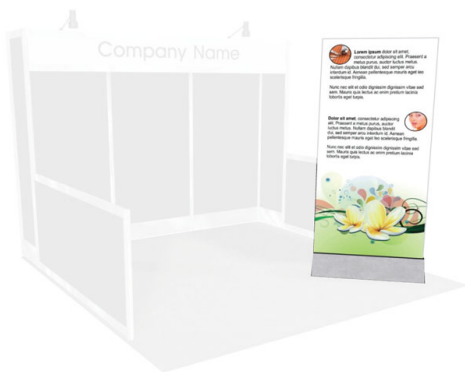 Company Name
Lorem ipsum dolor sit amet,
consectetur adipiscing
elit. Praesent a
metus purus, auctor luctus metus.
Nullam dapibus blandit dui, sed semper arcu
interdum id. Aenean pellentesque mauris eget leo
scelerisque fringilla.
Nunc nec elit et odio dignissim dignissim vitae sed
sem. Mauris quis lectus ac enim pretium lacinia
lobortis eget turpis.
Dolor sit amet, consectetur adipiscing
elit. Praesent a metus purus, auctor
luctus metus. Nullam dapibus blandit
dui, sed semper arcu interdum id. Aenean
pellentesque mauris eget leo scelerisque fringilla.
Nunc nec elit et odio dignissim dignissim vitae sed
sem. Mauris quis lectus ac enim pretium lacinia
lobortis eget turpis.